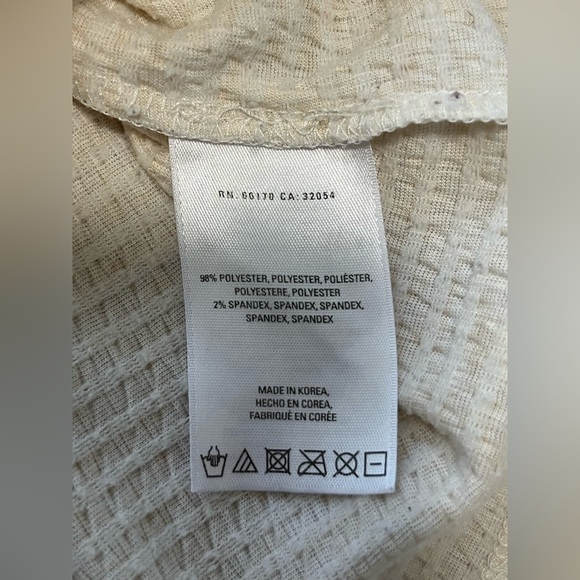 RN. 60170 CA: 32054
98% POLYESTER, POLYESTER, POLIÉSTER,
POLYESTERE, POLYESTER
2% SPANDEX, SPANDEX, SPANDEX,
SPANDEX, SPANDEX
MADE IN KOREA,
HECHO EN COREA,
FABRIQUÉ EN CORÉE